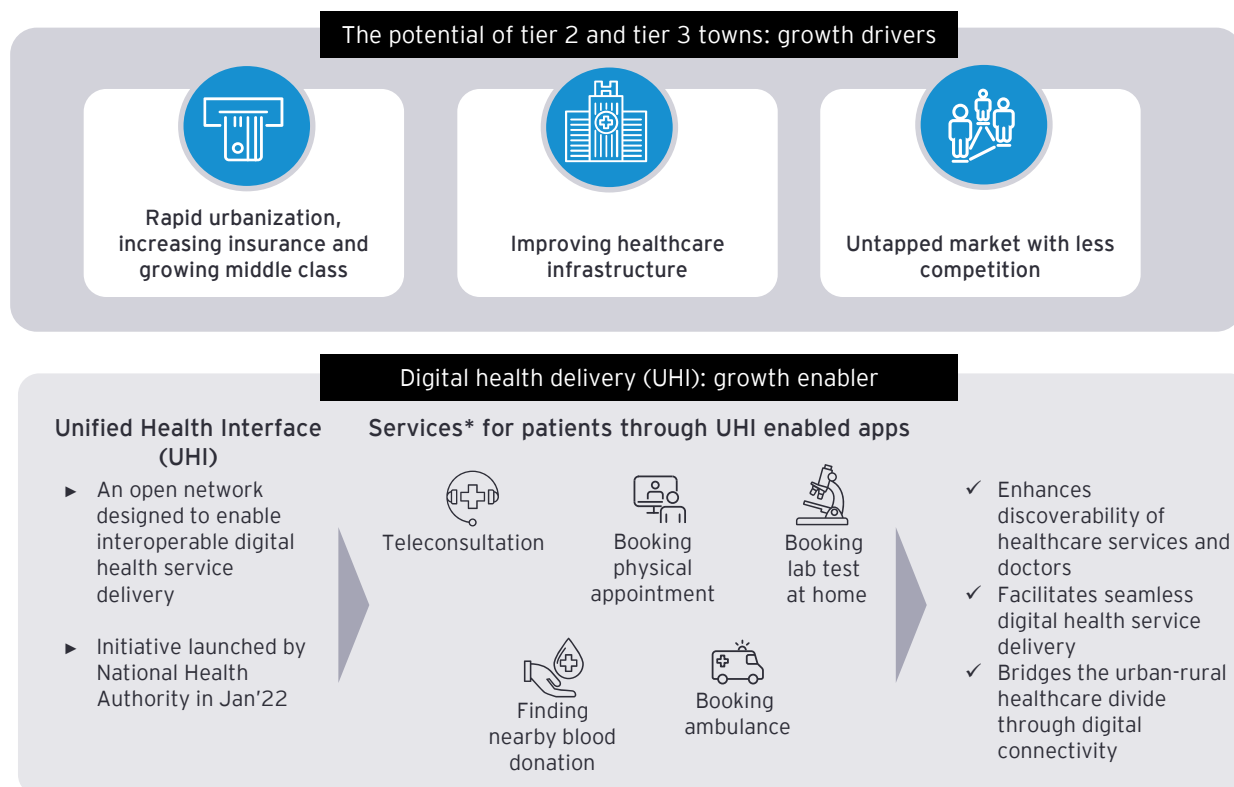 The potential of tier 2 and tier 3 towns: growth drivers
Rapid urbanization,
increasing insurance and
growing middle class
Improving healthcare
infrastructure
Untapped market with less
competition
Digital health delivery (UHI): growth enabler
Unified Health Interface
(UHI)
► An open network
designed to enable
interoperable digital
health service
delivery
► Initiative launched by
National Health
Authority in Jan'22
Services* for patients through UHI enabled apps
Teleconsultation
Booking
physical
appointment
Booking
lab test
at home
Finding
nearby blood
donation
Booking
ambulance
✓ Enhances
discoverability of
healthcare services and
doctors
✓ Facilitates seamless
digital health service
delivery
✓ Bridges the urban-rural
healthcare divide
through digital
connectivity